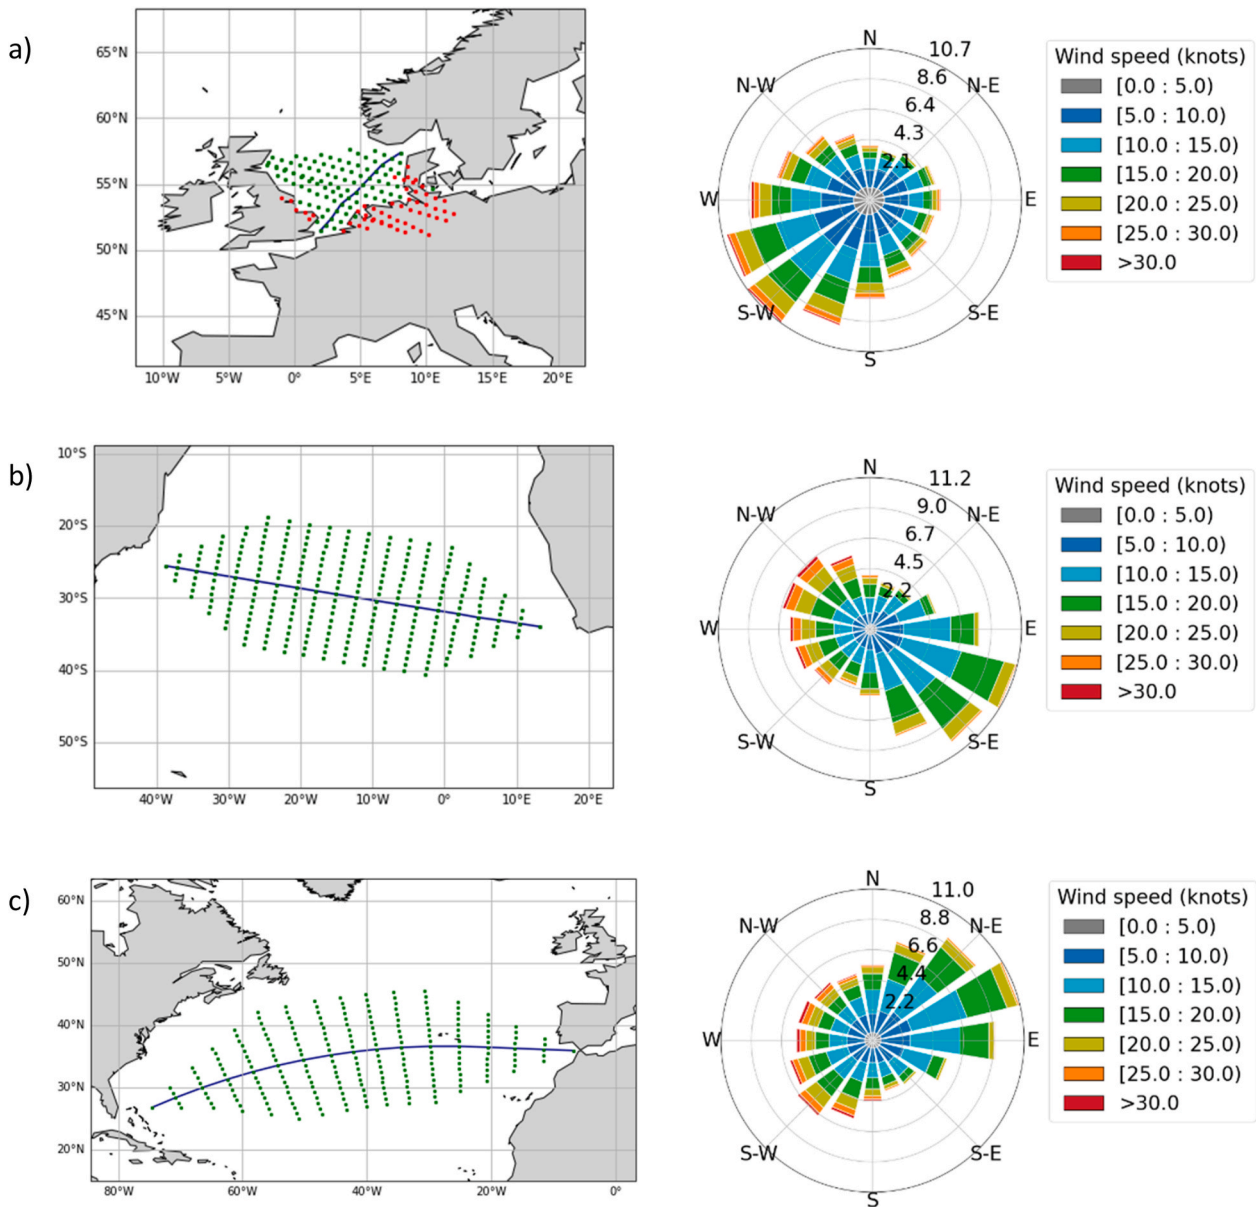 a)
65°N
60°N
55°N
50°N
45°N
10°W 5°W 0° 5°E 10°E 15°E 20°E
N
N-E
E
S-E
S
S-W
W
N-W
10.7
8.6
6.4
4.3
2.1
Wind speed (knots)
[0.0 : 5.0)
[5.0 : 10.0)
[10.0 : 15.0)
[15.0 : 20.0)
[20.0 : 25.0)
[25.0 : 30.0)
>30.0
b)
10°S
20°S
30°S
40°S
50°S
40°W 30°W 20°W 10°W 0° 10°E 20°E
N
N-E
E
S-E
S
S-W
W
N-W
11.2
9.0
6.7
4.5
2.2
Wind speed (knots)
[0.0 : 5.0)
[5.0 : 10.0)
[10.0 : 15.0)
[15.0 : 20.0)
[20.0 : 25.0)
[25.0 : 30.0)
>30.0
c)
60°N
50°N
40°N
30°N
20°N
80°W 60°W 40°W 20°W 0°
N
N-E
E
S-E
S
S-W
W
N-W
11.0
8.8
6.6
4.4
2.2
Wind speed (knots)
[0.0 : 5.0)
[5.0 : 10.0)
[10.0 : 15.0)
[15.0 : 20.0)
[20.0 : 25.0)
[25.0 : 30.0)
>30.0